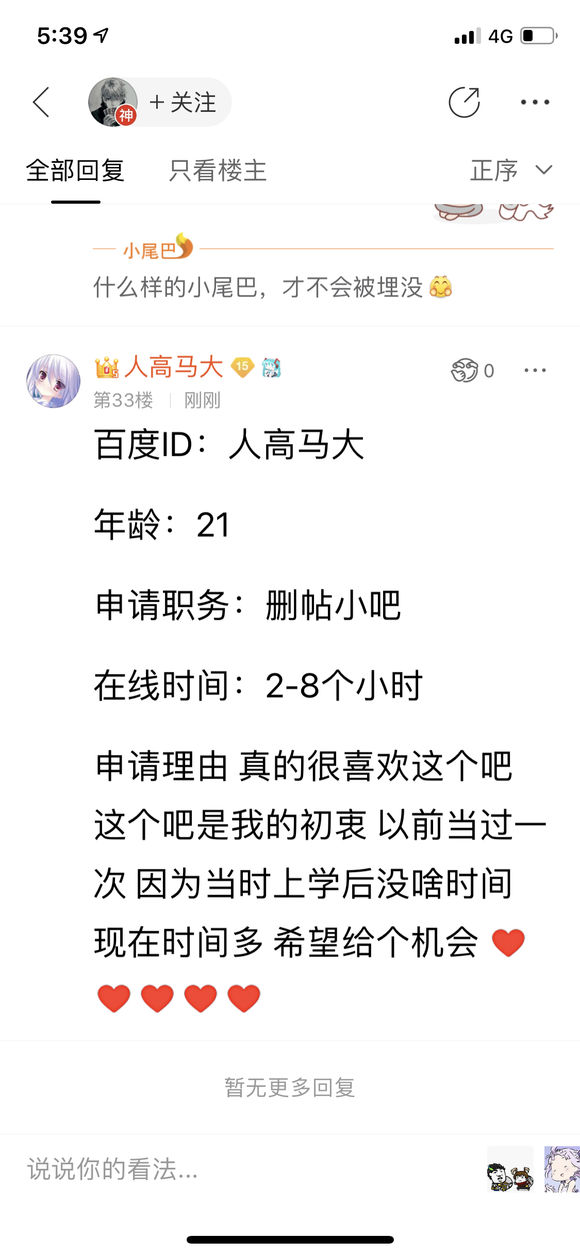 5:39
4G
神
+ 关注
全部回复
只看楼主
正序
小尾巴
什么样的小尾巴，才不会被埋没
人高马大
15
0
第33楼
刚刚
百度ID：人高马大
年龄：21
申请职务：删帖小吧
在线时间：2-8个小时
申请理由 真的很喜欢这个吧
这个吧是我的初衷 以前当过一
次 因为当时上学后没啥时间
现在时间多 希望给个机会 ❤️
❤️❤️❤️❤️
暂无更多回复
说说你的看法...